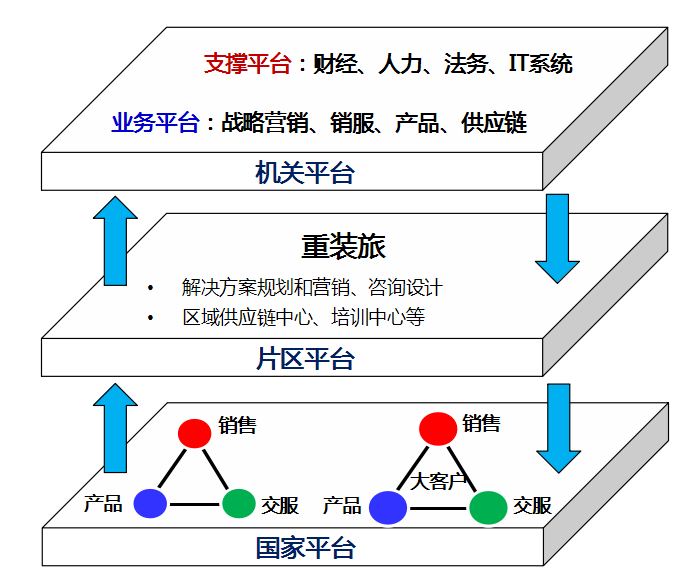 支撑平台：财经、人力、法务、IT系统
业务平台：战略营销、销服、产品、供应链
机关平台
重装旅
• 解决方案规划和营销、咨询设计
• 区域供应链中心、培训中心等
片区平台
销售
产品
交服
销售
大客户
产品
交服
国家平台